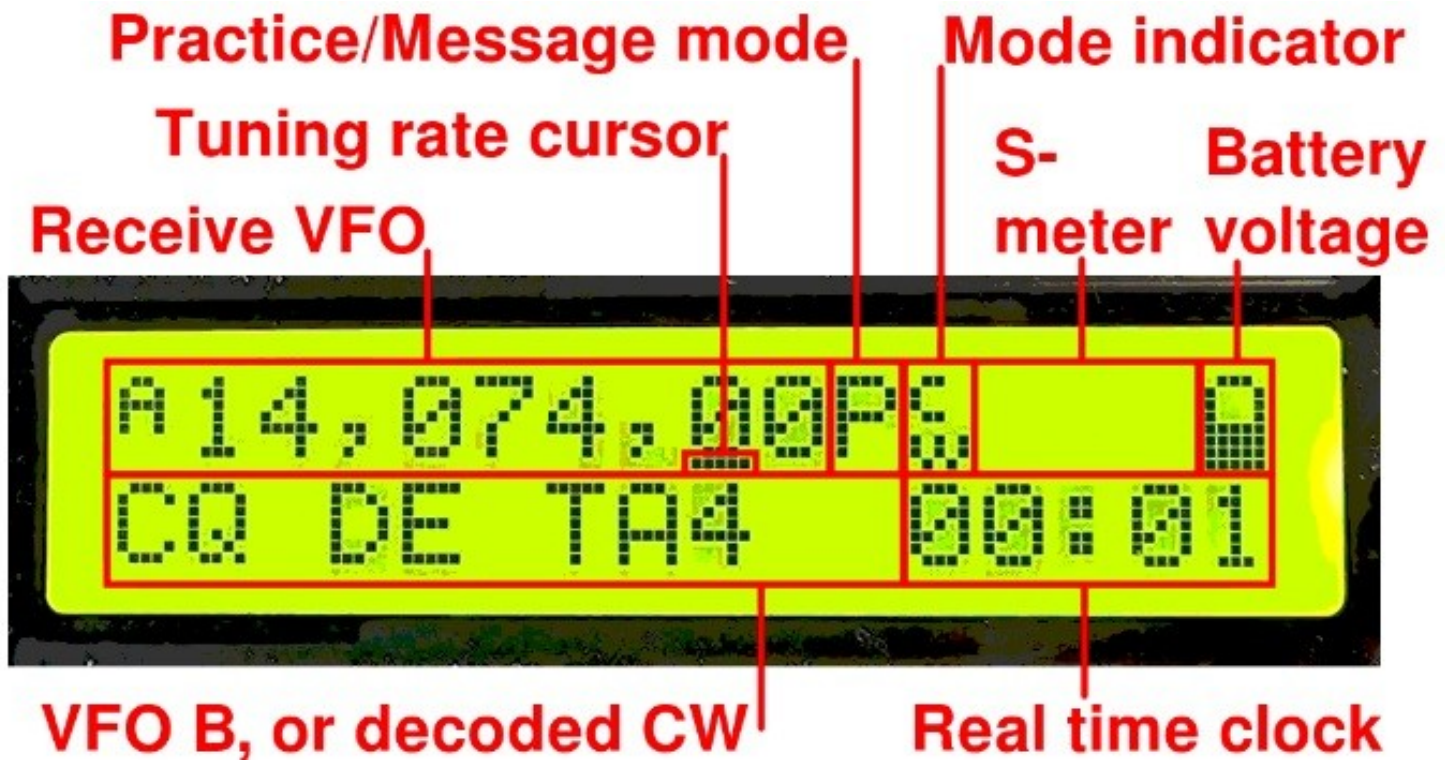 Practice/Message mode
Mode indicator
Tuning rate cursor
S-
meter
Battery
voltage
Receive VFO
A14,074,00P CW
CQ DE TA4 00:01
VFO B, or decoded CW
Real time clock